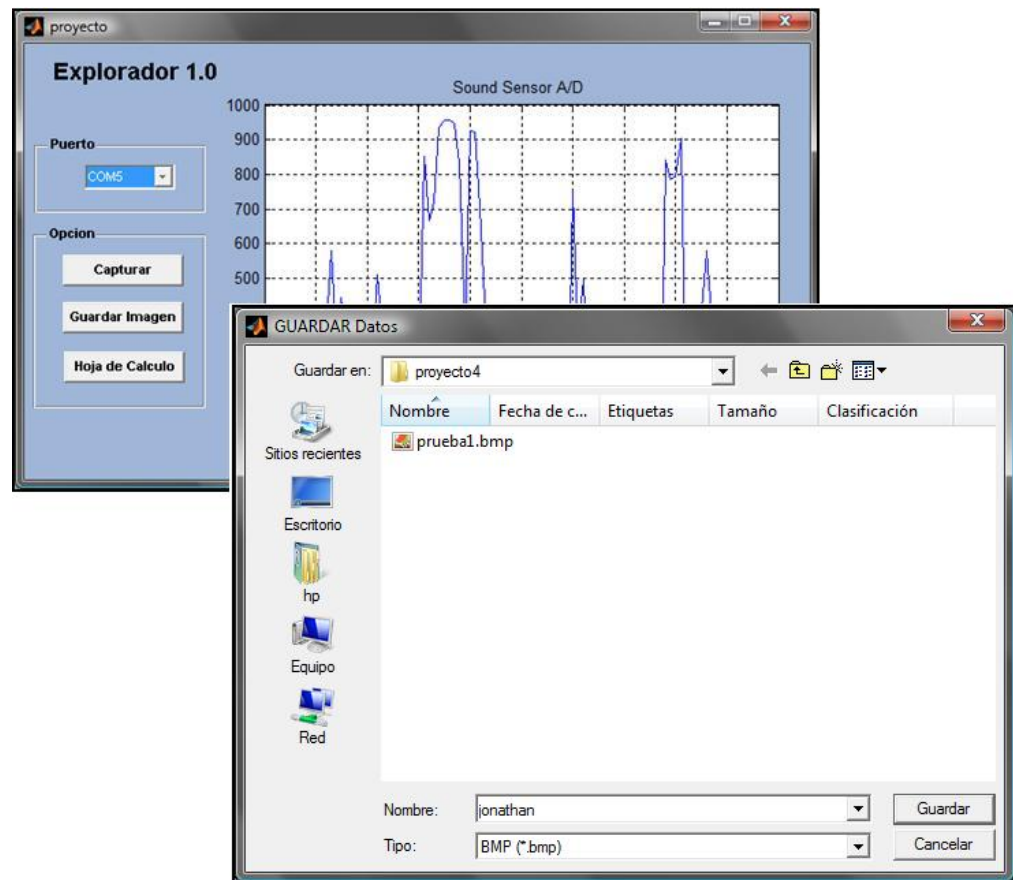 proyecto
Explorador 1.0
Sound Sensor A/D
1000
900
800
700
600
500
Puerto
COM5
Opcion
Capturar
Guardar Imagen
Hoja de Calculo
GUARDAR Datos
Guardar en: proyecto4
Nombre Fecha de c... Etiquetas Tamaño Clasificación
prueba1.bmp
Sitios recientes
Escritorio
hp
Equipo
Red
Nombre: jonathan Guardar
Tipo: BMP (*.bmp) Cancelar